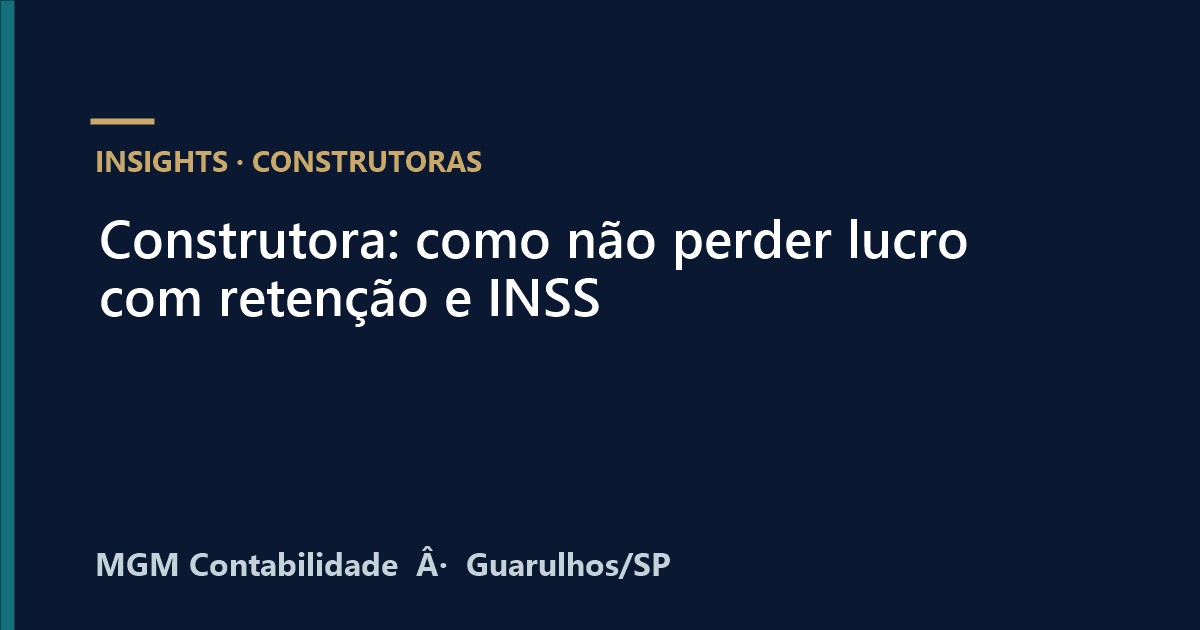 INSIGHTS · CONSTRUTORAS
Construtora: como não perder lucro
com retenção e INSS
MGM Contabilidade Â· Guarulhos/SP